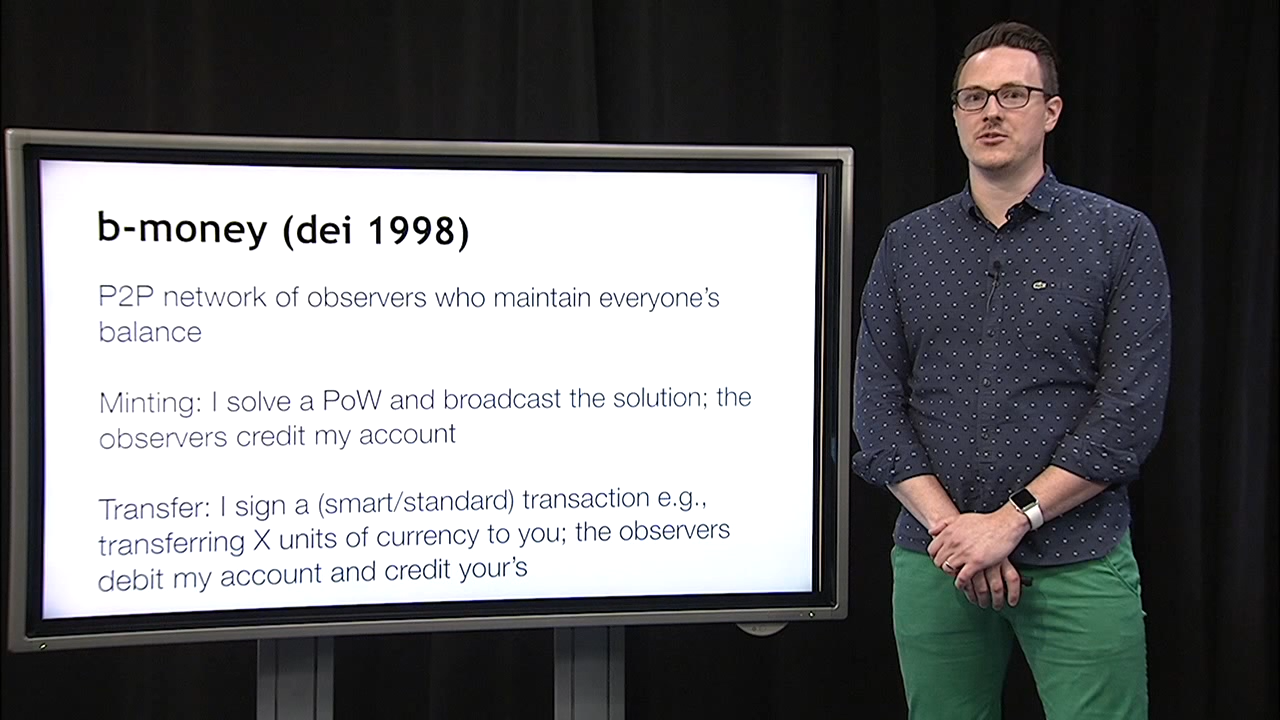 b-money (dei 1998)
P2P network of observers who maintain everyone's
balance
Minting: I solve a PoW and broadcast the solution; the
observers credit my account
Transfer: I sign a (smart/standard) transaction e.g.,
transferring X units of currency to you; the observers
debit my account and credit your's